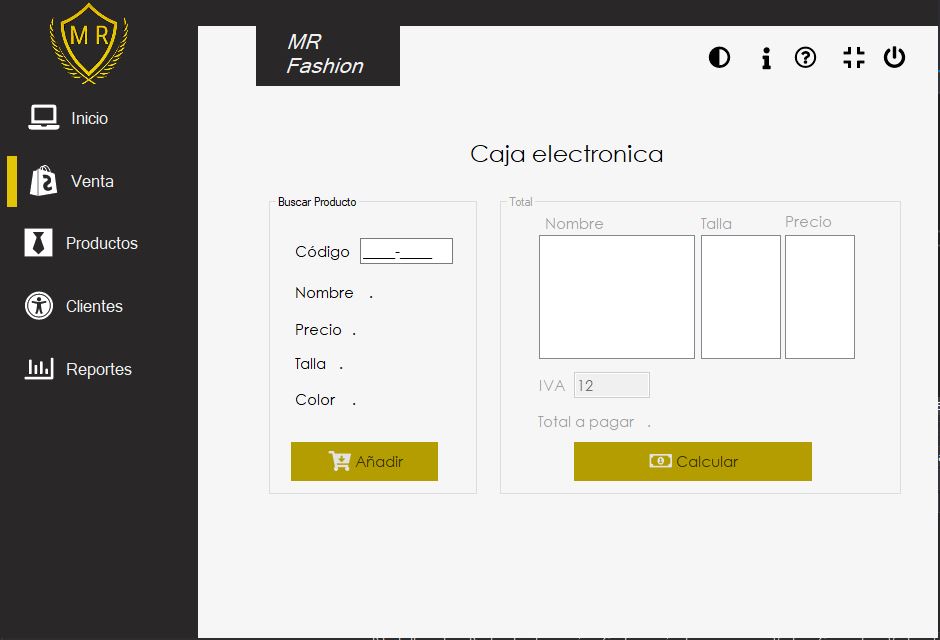 M R
MR
Fashion
Inicio
Venta
Productos
Clientes
Reportes
Caja electronica
Buscar Producto
Código ____-____
Nombre .
Precio .
Talla .
Color .
Añadir
Total
Nombre Talla Precio
IVA 12
Total a pagar .
Calcular